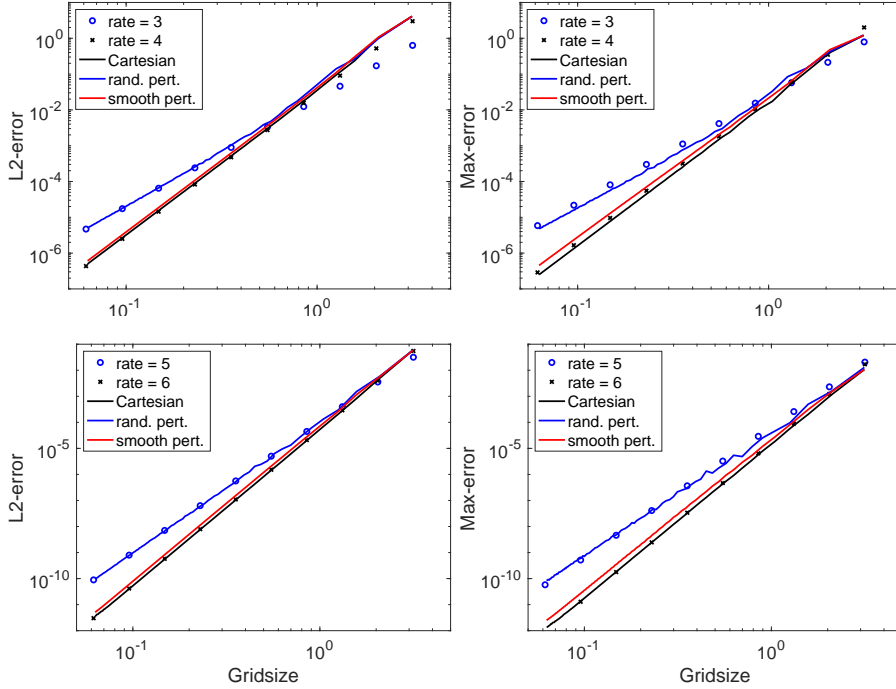 rate = 3
rate = 4
Cartesian
rand. pert.
smooth pert.
L2-error
10^0
10^-2
10^-4
10^-6
10^-1
10^0
rate = 3
rate = 4
Cartesian
rand. pert.
smooth pert.
Max-error
10^0
10^-2
10^-4
10^-6
10^-1
10^0
rate = 5
rate = 6
Cartesian
rand. pert.
smooth pert.
L2-error
10^-5
10^-10
10^-1
10^0
Gridsize
rate = 5
rate = 6
Cartesian
rand. pert.
smooth pert.
Max-error
10^-5
10^-10
10^-1
10^0
Gridsize